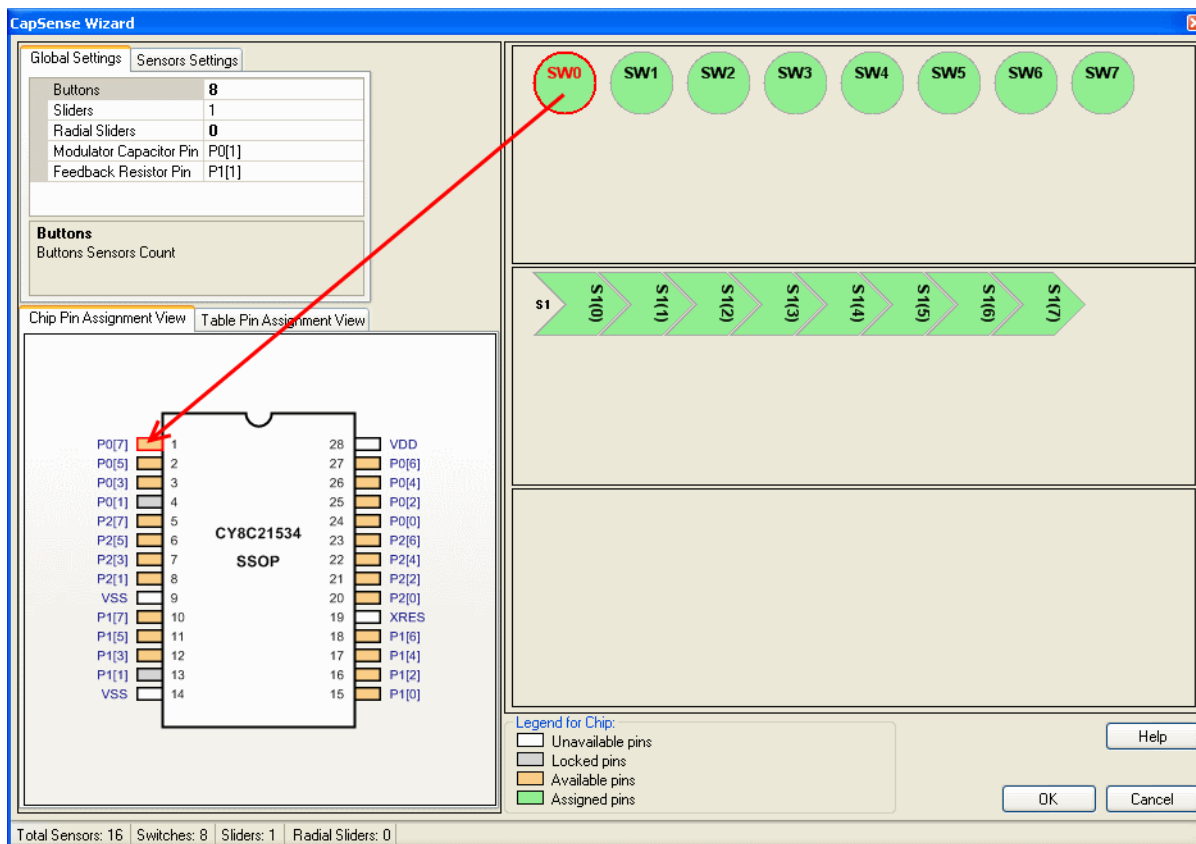 CapSense Wizard
Global Settings Sensors Settings
Buttons 8
Sliders 1
Radial Sliders 0
Modulator Capacitor Pin P0[1]
Feedback Resistor Pin P1[1]
Buttons
Buttons Sensors Count
Chip Pin Assignment View Table Pin Assignment View
P0[7] 1 28 VDD
P0[5] 2 27 P0[6]
P0[3] 3 26 P0[4]
P0[1] 4 25 P0[2]
P2[7] 5 24 P0[0]
P2[5] 6 CY8C21534 23 P2[6]
P2[3] 7 SSOP 22 P2[4]
P2[1] 8 21 P2[2]
VSS 9 20 P2[0]
P1[7] 10 19 XRES
P1[5] 11 18 P1[6]
P1[3] 12 17 P1[4]
P1[1] 13 16 P1[2]
VSS 14 15 P1[0]
SW0 SW1 SW2 SW3 SW4 SW5 SW6 SW7
S1 S1(0) S1(1) S1(2) S1(3) S1(4) S1(5) S1(6) S1(7)
Legend for Chip:
Unavailable pins
Locked pins
Available pins
Assigned pins
Help
OK Cancel
Total Sensors: 16 Switches: 8 Sliders: 1 Radial Sliders: 0